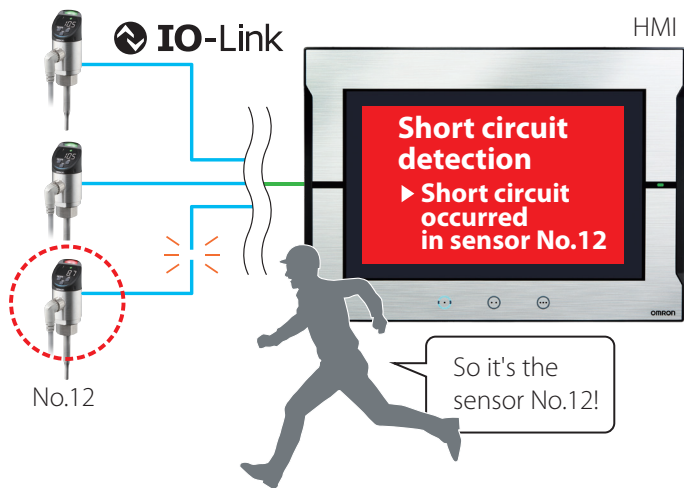 IO-Link
HMI
Short circuit
detection
▶ Short circuit
occurred
in sensor No.12
OMRON
So it's the
sensor No.12!
No.12